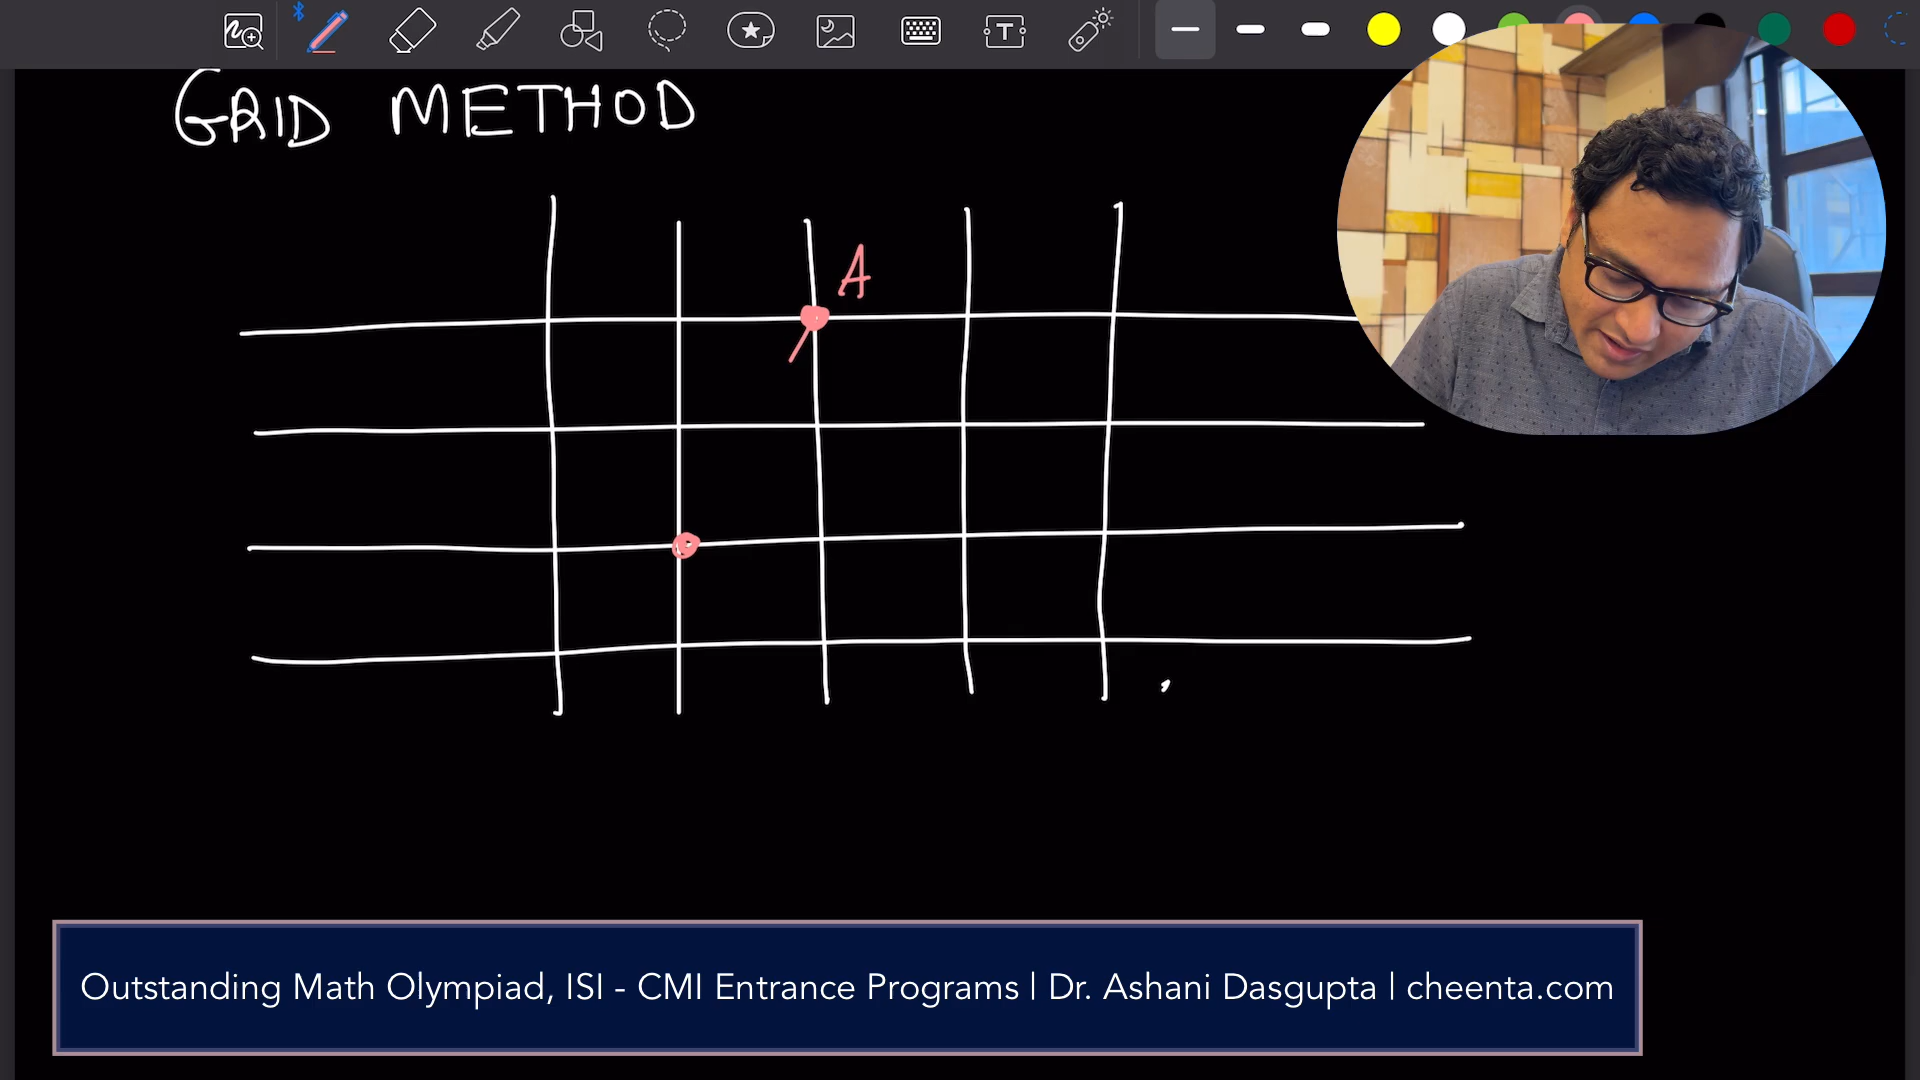 GRID METHOD
T
A
Outstanding Math Olympiad, ISI - CMI Entrance Programs | Dr. Ashani Dasgupta | cheenta.com